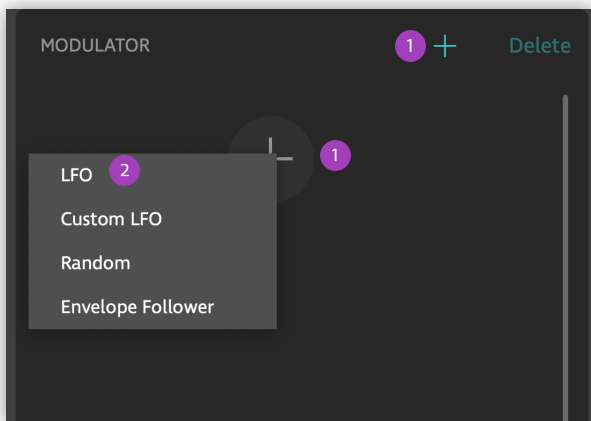 MODULATOR 1 + Delete
1
LFO 2
Custom LFO
Random
Envelope Follower